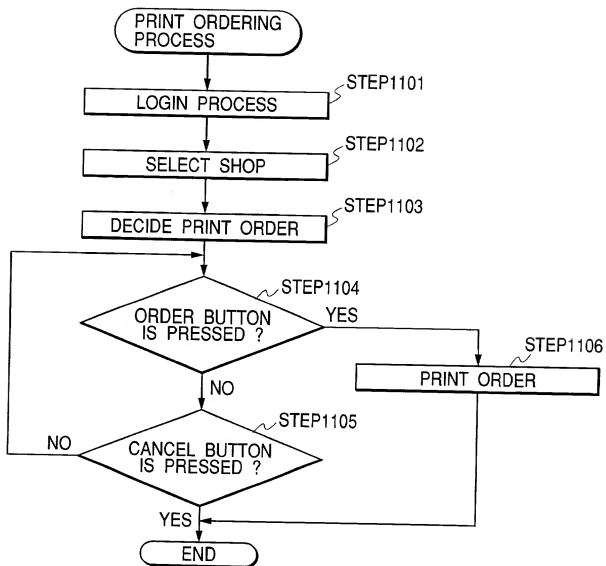 PRINT ORDERING
PROCESS
STEP1101
LOGIN PROCESS
STEP1102
SELECT SHOP
STEP1103
DECIDE PRINT ORDER
STEP1104
ORDER BUTTON
IS PRESSED ?
YES
STEP1106
PRINT ORDER
NO
STEP1105
CANCEL BUTTON
IS PRESSED ?
NO
YES
END